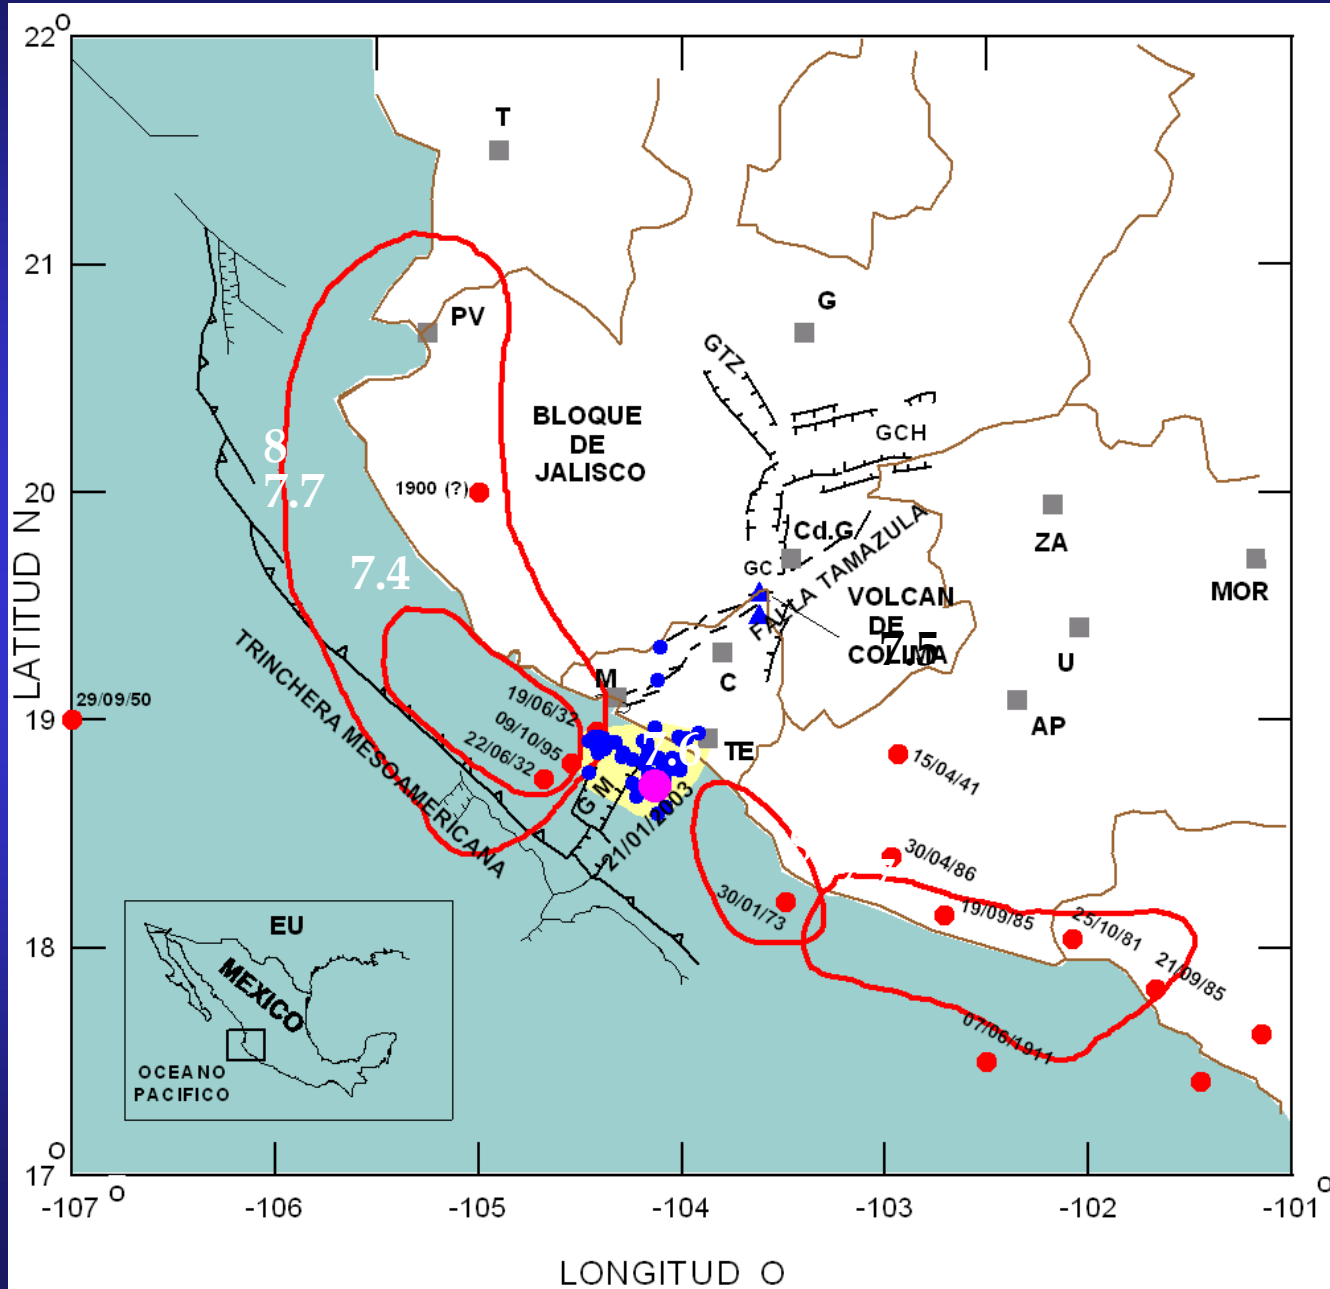 22
O
T
21
PV
G
GTZ
BLOQUE
DE
JALISCO
GCH
8
7.7
20
1900 (?)
Cd.G
ZA
GC
MOR
7.4
FALLA TAMAZULA
VOLCAN
DE
COLIMA
7.5
U
LATITUD N
TRINCHERA MESOAMERICANA
M
C
AP
29/09/50
19
19/06/32
09/10/95
22/06/32
7.6
TE
15/04/41
G M
21/01/2003
30/04/86
30/01/73
19/09/85
25/10/81
21/09/85
18
07/06/1911
EU
MEXICO
OCEANO
PACIFICO
O
17
-107
O
-106
-105
-104
-103
-102
-101
O
LONGITUD O